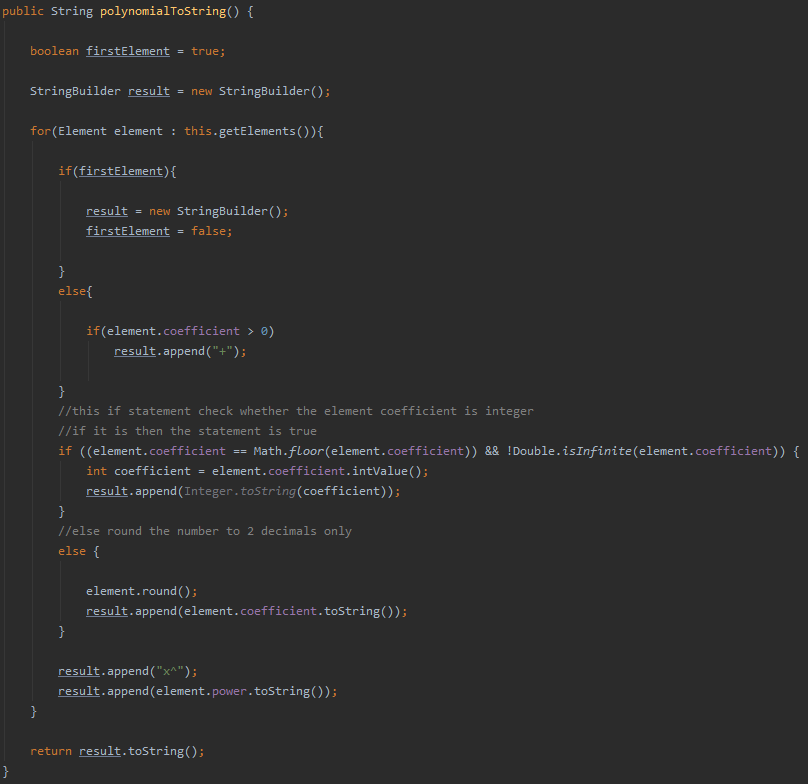 public String polynomialToString() {
boolean firstElement = true;
StringBuilder result = new StringBuilder();
for(Element element : this.getElements()){
if(firstElement){
result = new StringBuilder();
firstElement = false;
}
else{
if(element.coefficient > 0)
result.append("+");
}
//this if statement check whether the element coefficient is integer
//if it is then the statement is true
if ((element.coefficient == Math.floor(element.coefficient)) && !Double.isInfinite(element.coefficient)) {
int coefficient = element.coefficient.intValue();
result.append(Integer.toString(coefficient));
}
//else round the number to 2 decimals only
else {
element.round();
result.append(element.coefficient.toString());
}
result.append("x^");
result.append(element.power.toString());
}
return result.toString();
}